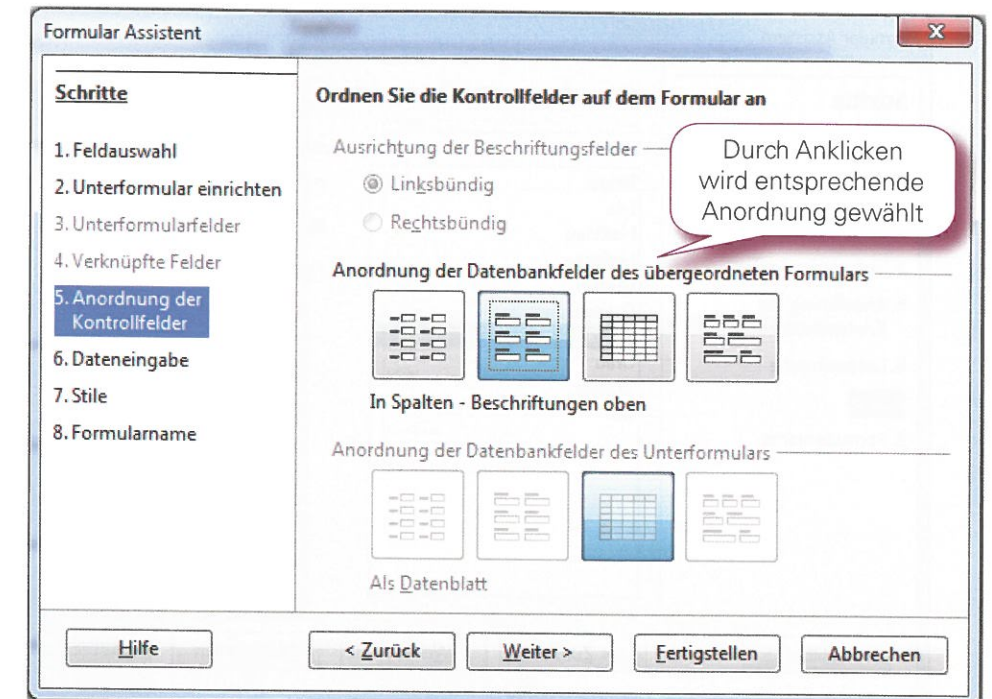 Formular Assistent
Schritte
1. Feldauswahl
2. Unterformular einrichten
3. Unterformularfelder
4. Verknüpfte Felder
5. Anordnung der
Kontrollfelder
6. Dateneingabe
7. Stile
8. Formularname
Ordnen Sie die Kontrollfelder auf dem Formular an
Ausrichtung der Beschriftungsfelder
Linksbündig
Rechtsbündig
Durch Anklicken
wird entsprechende
Anordnung gewählt
Anordnung der Datenbankfelder des übergeordneten Formulars
In Spalten - Beschriftungen oben
Anordnung der Datenbankfelder des Unterformulars
Als Datenblatt
Hilfe
< Zurück
Weiter >
Fertigstellen
Abbrechen